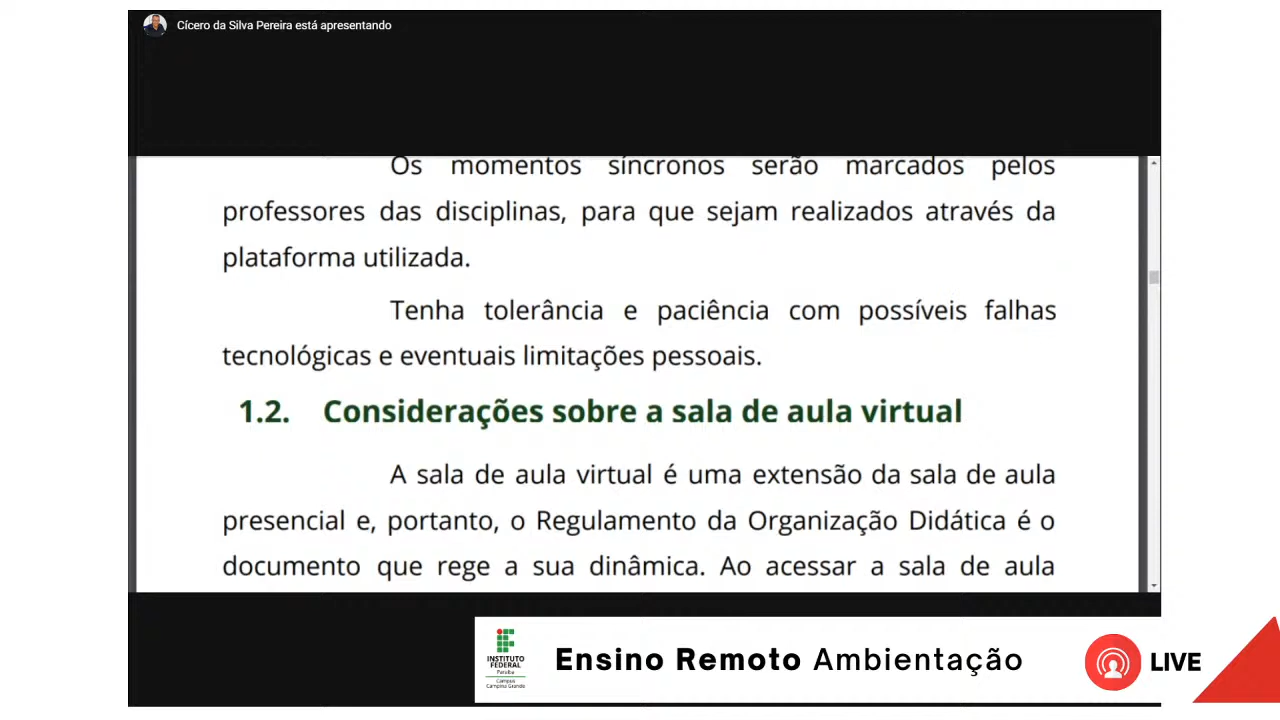 Cícero da Silva Pereira está apresentando
Os momentos síncronos serão marcados pelos
professores das disciplinas, para que sejam realizados através da
plataforma utilizada.
Tenha tolerância e paciência com possíveis falhas
tecnológicas e eventuais limitações pessoais.
1.2. Considerações sobre a sala de aula virtual
A sala de aula virtual é uma extensão da sala de aula
presencial e, portanto, o Regulamento da Organização Didática é o
documento que rege a sua dinâmica. Ao acessar a sala de aula
INSTITUTO
FEDERAL
Paraíba
Campus
Campina Grande
Ensino Remoto Ambientação
LIVE